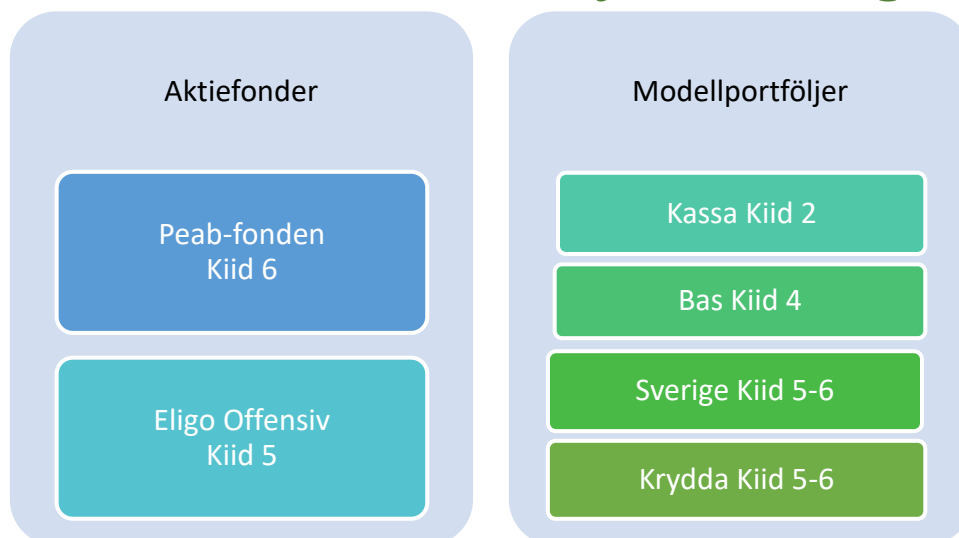 Aktiefonder
Peab-fonden
Kiid 6
Eligo Offensiv
Kiid 5
Modellportföljer
Kassa Kiid 2
Bas Kiid 4
Sverige Kiid 5-6
Krydda Kiid 5-6